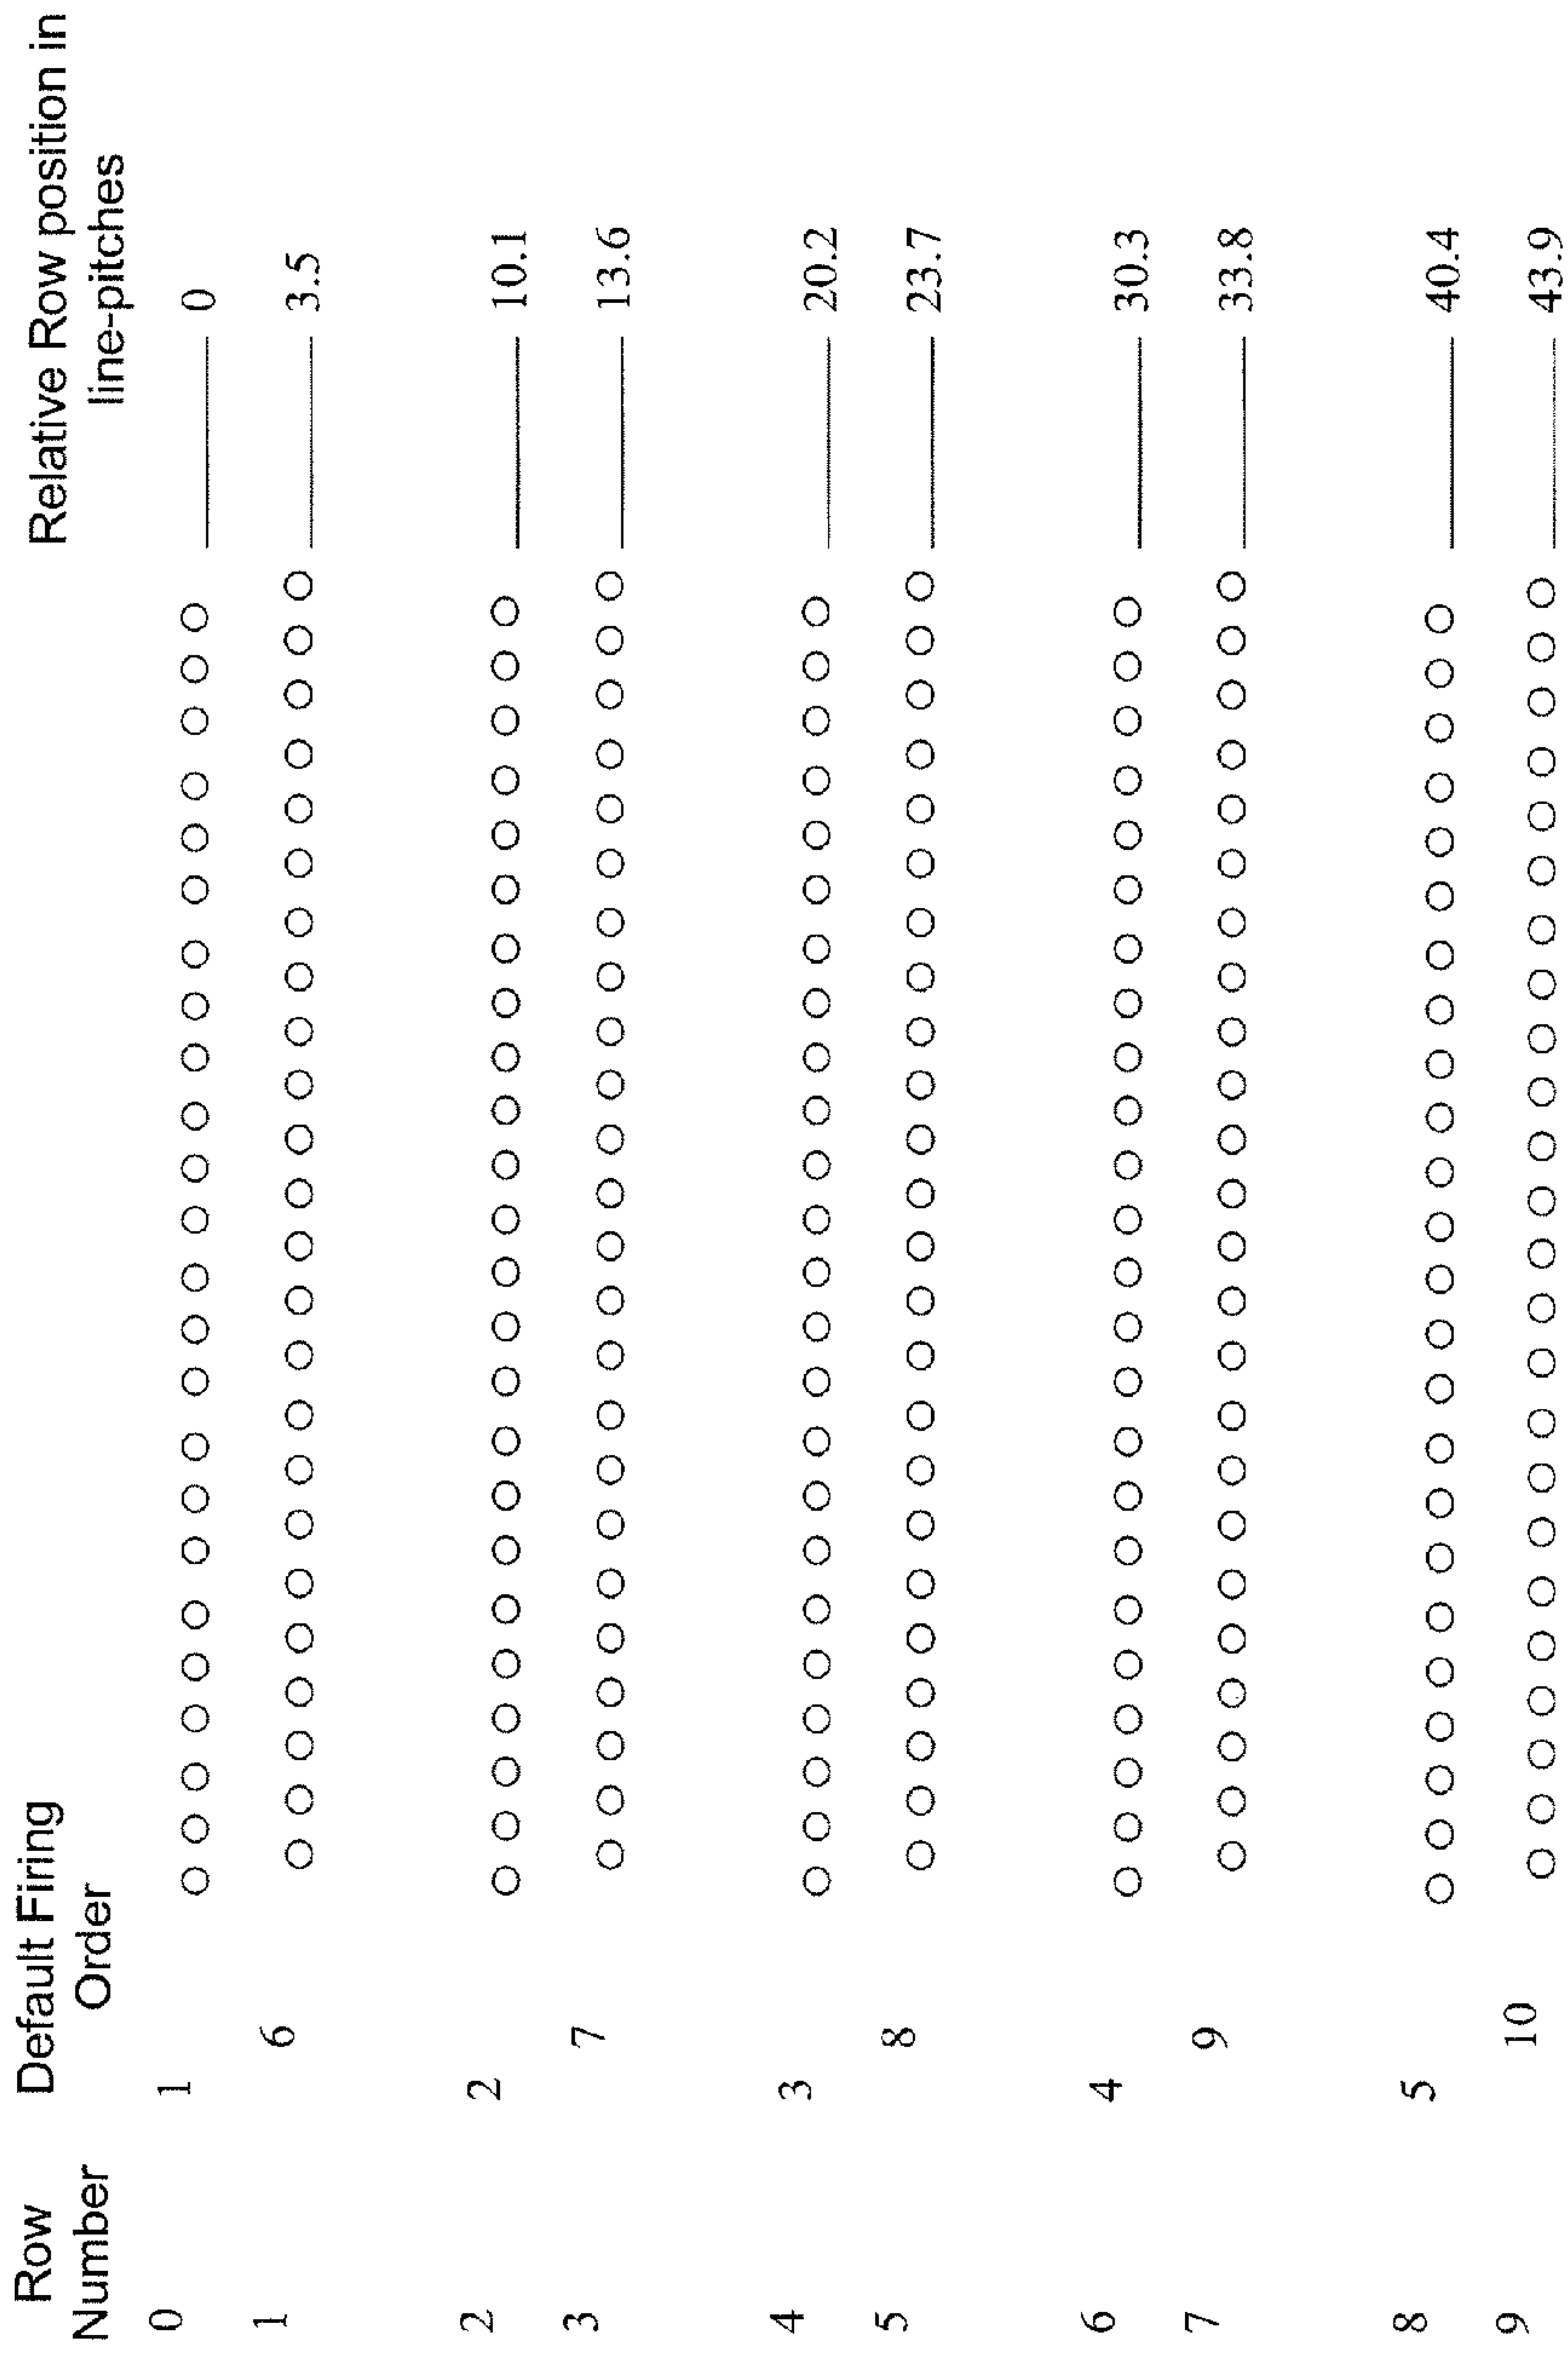 Row Number
Default Firing Order
Relative Row position in line-pitches
0 1 0
1 6 3.5
2 2 10.1
3 7 13.6
4 3 20.2
5 8 23.7
6 4 30.3
7 9 33.8
8 5 40.4
9 10 43.9